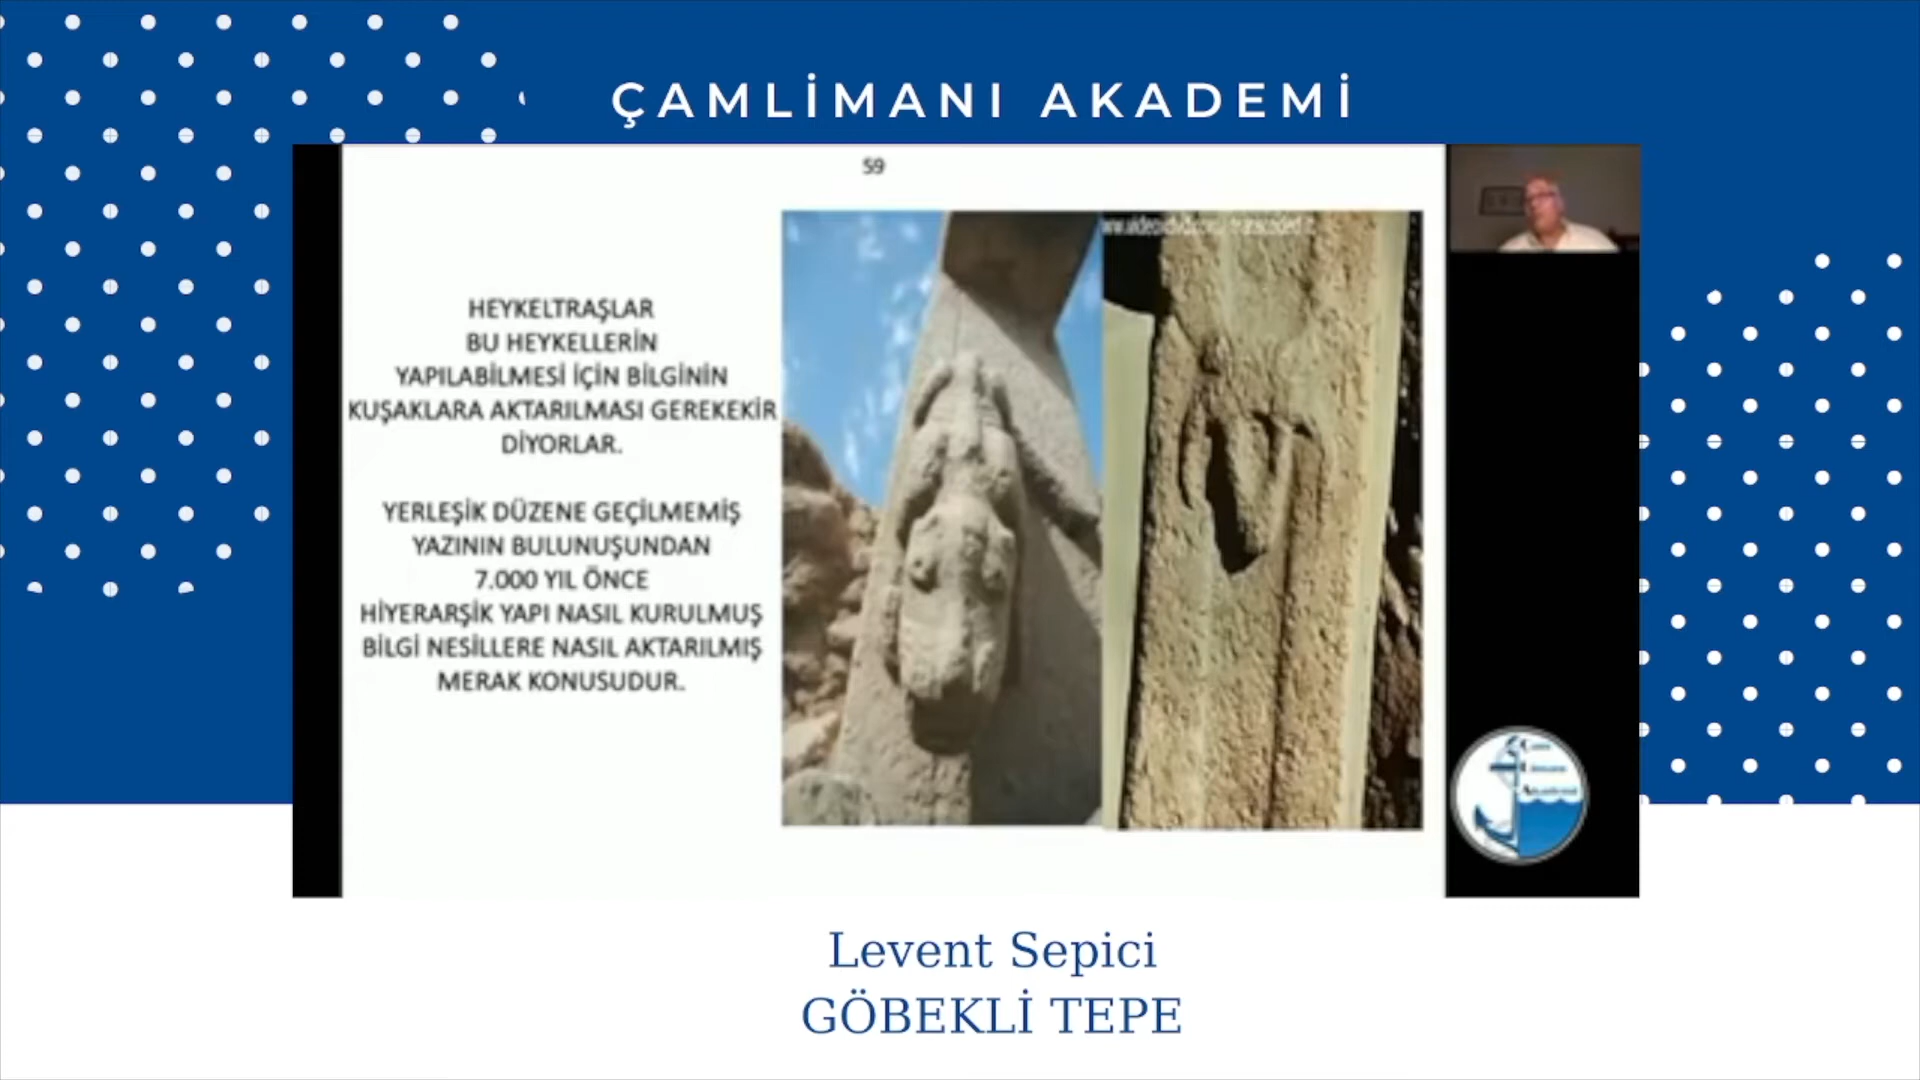 ÇAMLİMANI AKADEMİ
59
HEYKELTRAŞLAR
BU HEYKELLERİN
YAPILABİLMESİ İÇİN BİLGİNİN
KUŞAKLARA AKTARILMASI GEREKEKİR
DİYORLAR.
YERLEŞİK DÜZENE GEÇİLMEMİŞ
YAZININ BULUNUŞUNDAN
7.000 YIL ÖNCE
HİYERARŞİK YAPI NASIL KURULMUŞ
BİLGİ NESİLLERE NASIL AKTARILMIŞ
MERAK KONUSUDUR.
Levent Sepici
GÖBEKLİ TEPE